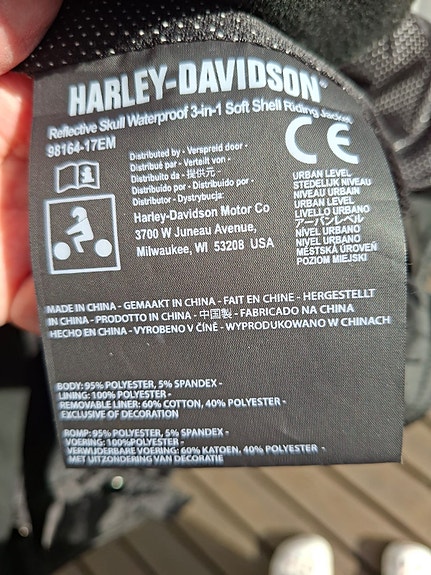 HARLEY-DAVIDSON®
Reflective Skull Waterproof 3-in-1 Soft Shell Riding Jacket
98164-17EM
CE
Distributed by - Verspreid door -
Distribué par - Verteilt von -
Distribuito da - 提供元 -
Distribuido por - Distribuído por -
Distributor - Dystrybucja:
Harley-Davidson Motor Co
3700 W Juneau Avenue,
Milwaukee, WI 53208 USA
URBAN LEVEL
STEDELIJK NIVEAU
NIVEAU URBAIN
URBAN LEVEL
LIVELLO URBANO
アーバンレベル
NIVEL URBANO
NÍVEL URBANO
MĚSTSKÁ ÚROVEŇ
POZIOM MIEJSKI
MADE IN CHINA - GEMAAKT IN CHINA - FAIT EN CHINE - HERGESTELLT
IN CHINA - PRODOTTO IN CHINA - 中国製 - FABRICADO NA CHINA
HECHO EN CHINA - VYROBENO V ČÍNĚ - WYPRODUKOWANO W CHINACH
BODY: 95% POLYESTER, 5% SPANDEX -
LINING: 100% POLYESTER -
REMOVABLE LINER: 60% COTTON, 40% POLYESTER -
EXCLUSIVE OF DECORATION
ROMP: 95% POLYESTER, 5% SPANDEX -
VOERING: 100%POLYESTER -
VERWIJDERBARE VOERING: 60% KATOEN, 40% POLYESTER -
MET UITZONDERING VAN DECORATIE